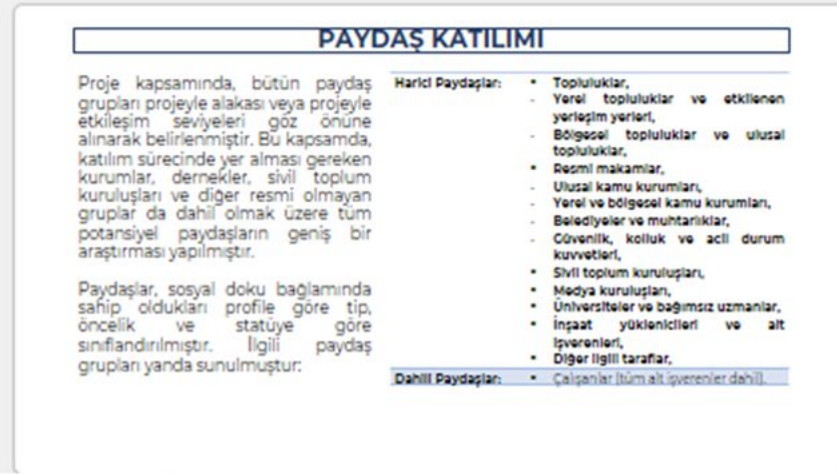 PAYDAŞ KATILIMI
Proje kapsamında, bütün paydaş
grupları projeyle alakası veya projeyle
etkileşim seviyeleri göz önüne
alınarak belirlenmiştir. Bu kapsamda,
katılım sürecinde yer alması gereken
kurumlar, dernekler, sivil toplum
kuruluşları ve diğer resmi olmayan
gruplar da dahil olmak üzere tüm
potansiyel paydaşların geniş bir
araştırması yapılmıştır.
Paydaşlar, sosyal doku bağlamında
sahip oldukları profile göre tip,
öncelik ve statüye göre
sınıflandırılmıştır. İlgili paydaş
grupları yanda sunulmuştur:
Harici Paydaşlar:
• Topluluklar,
- Yerel topluluklar ve etkilenen
yerleşim yerleri,
- Bölgesel topluluklar ve ulusal
topluluklar,
• Resmi makamlar,
- Ulusal kamu kurumları,
- Yerel ve bölgesel kamu kurumları,
- Belediyeler ve muhtarlıklar,
- Güvenlik, kolluk ve acil durum
kuvvetleri,
• Sivil toplum kuruluşları,
• Medya kuruluşları,
• Üniversiteler ve bağımsız uzmanlar,
• İnşaat yüklenicileri ve alt
işverenleri,
• Diğer ilgili taraflar,
Dahili Paydaşlar:
• Çalışanlar (tüm alt işverenler dahil).